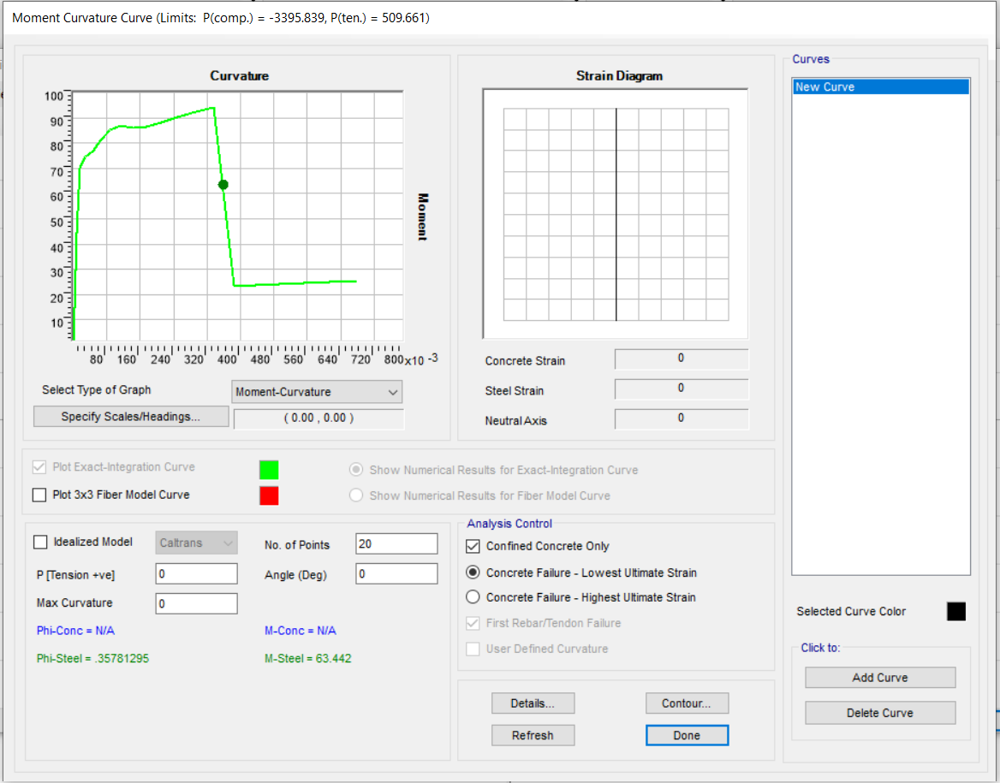 Moment Curvature Curve (Limits:  P(comp.) = -3395.839, P(ten.) = 509.661)
Curvature
100
90
80
70
60
50
40
30
20
10
80 160 240 320 400 480 560 640 720 800 x10 -3
Moment
Select Type of Graph
Moment-Curvature
Specify Scales/Headings...
( 0.00 , 0.00 )
Strain Diagram
Concrete Strain 0
Steel Strain 0
Neutral Axis 0
Curves
New Curve
Plot Exact-Integration Curve
Show Numerical Results for Exact-Integration Curve
Plot 3x3 Fiber Model Curve
Show Numerical Results for Fiber Model Curve
Idealized Model Caltrans No. of Points 20
P [Tension +ve] 0 Angle (Deg) 0
Max Curvature 0
Phi-Conc = N/A M-Conc = N/A
Phi-Steel = .35781295 M-Steel = 63.442
Analysis Control
Confined Concrete Only
Concrete Failure - Lowest Ultimate Strain
Concrete Failure - Highest Ultimate Strain
First Rebar/Tendon Failure
User Defined Curvature
Details... Contour...
Refresh Done
Selected Curve Color
Click to:
Add Curve
Delete Curve